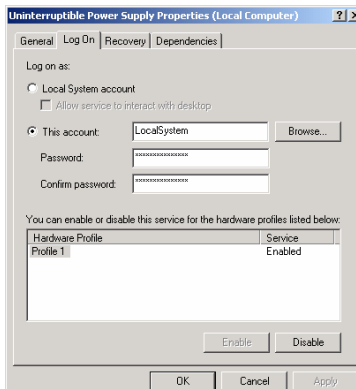 Uninterruptible Power Supply Properties (Local Computer)
General Log On Recovery Dependencies
Log on as:
Local System account
Allow service to interact with desktop
This account: LocalSystem Browse...
Password: xxxxxxxxxxxxxxx
Confirm password: xxxxxxxxxxxxxxx
You can enable or disable this service for the hardware profiles listed below:
Hardware Profile Service
Profile 1 Enabled
Enable Disable
OK Cancel Apply